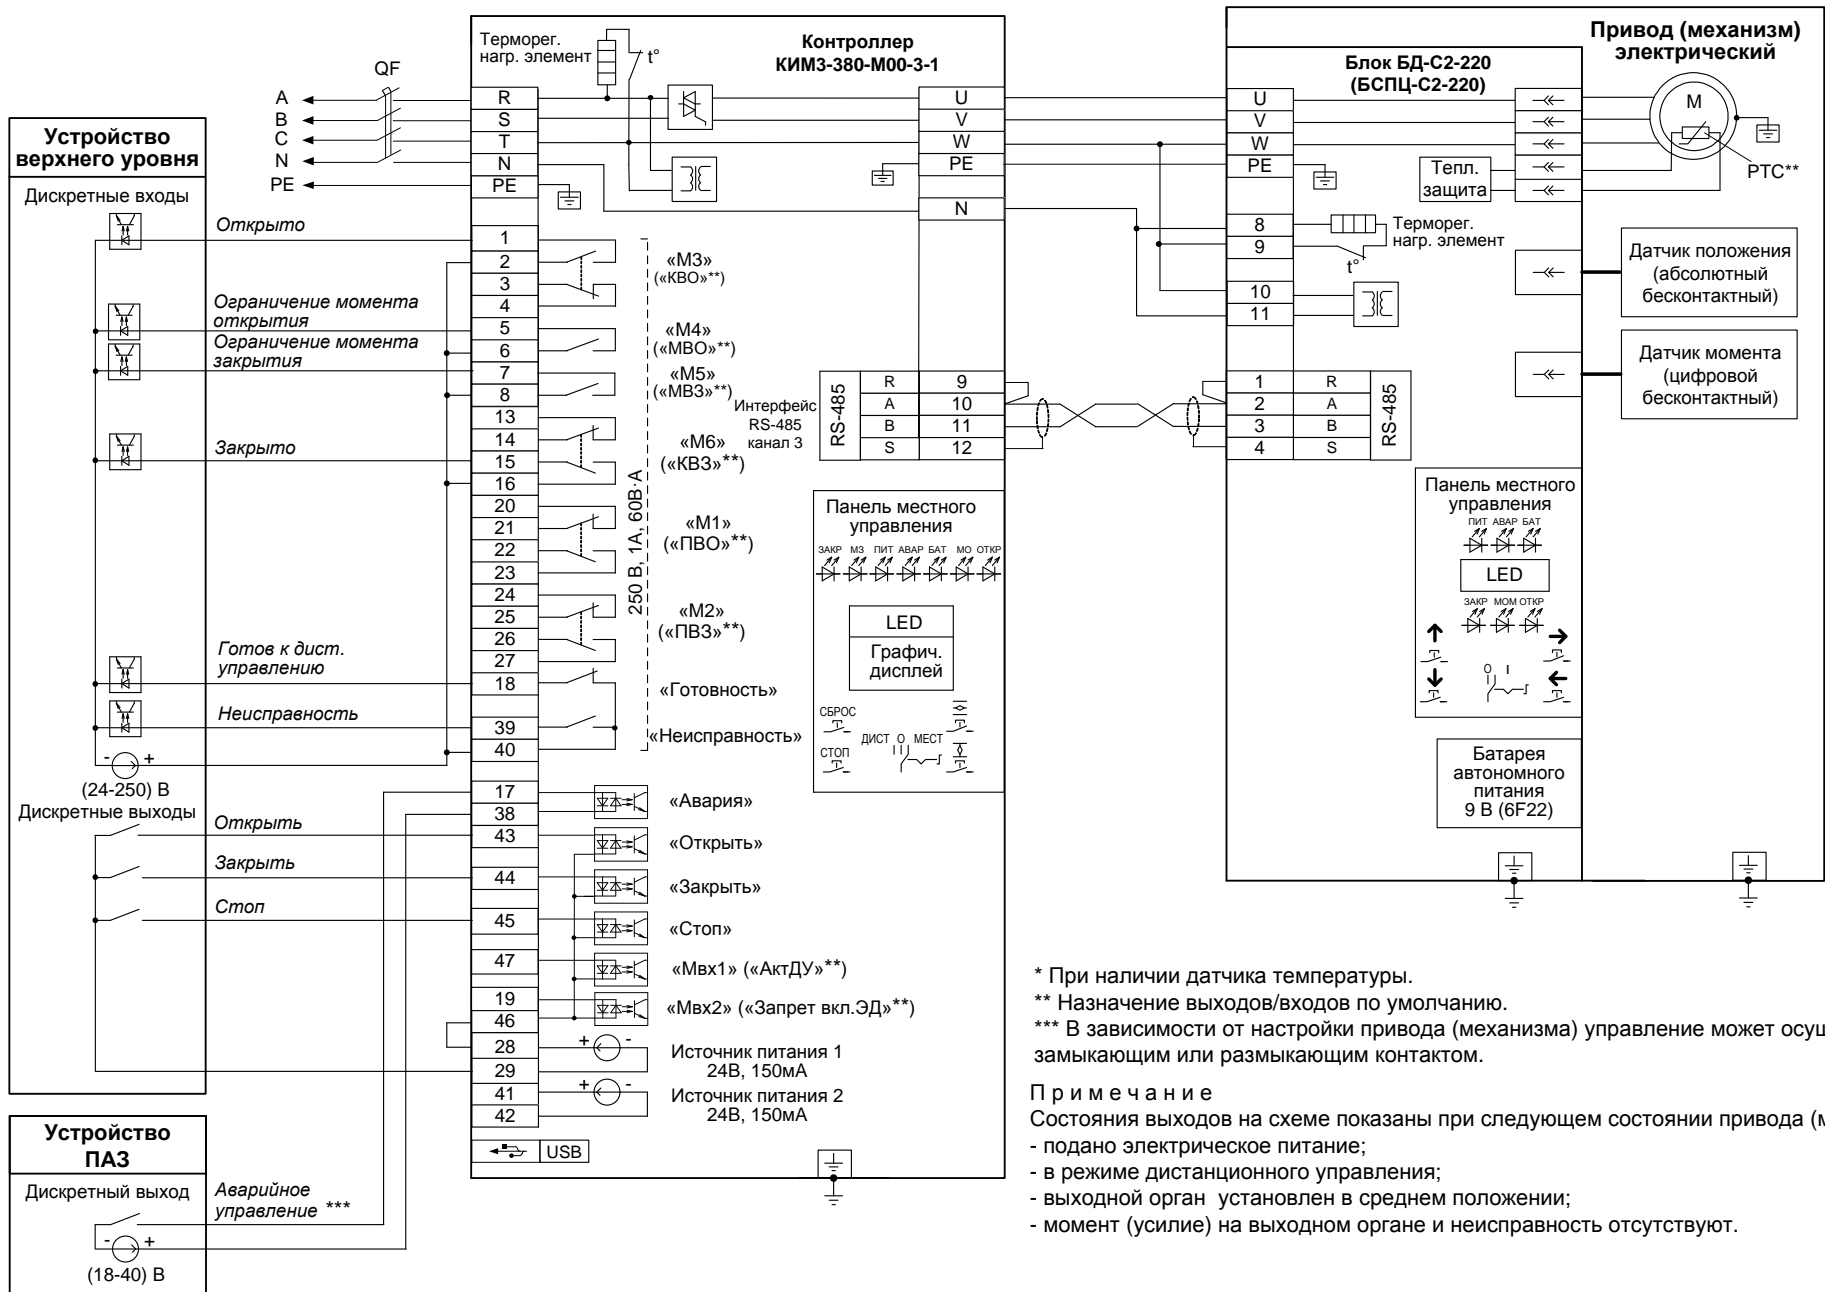 Устройство
верхнего уровня
Дискретные входы
(24-250) В
Дискретные выходы
- +
Устройство
ПАЗ
Дискретный выход
- +
(18-40) В
QF
A
B
C
N
PE
Открыто
Ограничение момента
открытия
Ограничение момента
закрытия
Закрыто
Готов к дист.
управлению
Неисправность
Открыть
Закрыть
Стоп
Аварийное
управление ***
Терморег.
нагр. элемент
t°
Контроллер
КИМ3-380-М00-3-1
R
S
T
N
PE
1
2
3
4
5
6
7
8
13
14
15
16
20
21
22
23
24
25
26
27
18
39
40
17
38
43
44
45
47
19
46
28
29
41
42
USB
«М3»
(«КВО»**)
«М4»
(«МВО»**)
«М5»
(«МВЗ»**)
«М6»
(«КВЗ»**)
«М1»
(«ПВО»**)
«М2»
(«ПВЗ»**)
250 В, 1А, 60В·А
«Готовность»
«Неисправность»
«Авария»
«Открыть»
«Закрыть»
«Стоп»
«Мвх1» («АктДУ»**)
«Мвх2» («Запрет вкл.ЭД»**)
+ -
Источник питания 1
24В, 150мА
+ -
Источник питания 2
24В, 150мА
U
V
W
PE
N
Интерфейс
RS-485
канал 3
RS-485
R 9
A 10
B 11
S 12
Панель местного
управления
ЗАКР МЗ ПИТ АВАР БАТ МО ОТКР
LED
Графич.
дисплей
СБРОС
СТОП
ДИСТ О МЕСТ
Привод (механизм)
электрический
Блок БД-С2-220
(БСПЦ-С2-220)
U
V
W
PE
8
9
10
11
Тепл.
защита
M
PTC**
Терморег.
нагр. элемент
t°
1 R
2 A
3 B
4 S
RS-485
Датчик положения
(абсолютный
бесконтактный)
Датчик момента
(цифровой
бесконтактный)
Панель местного
управления
ПИТ АВАР БАТ
LED
ЗАКР МОМ ОТКР
O I
Батарея
автономного
питания
9 В (6F22)
* При наличии датчика температуры.
** Назначение выходов/входов по умолчанию.
*** В зависимости от настройки привода (механизма) управление может осущ
замыкающим или размыкающим контактом.
П р и м е ч а н и е
Состояния выходов на схеме показаны при следующем состоянии привода (м
- подано электрическое питание;
- в режиме дистанционного управления;
- выходной орган установлен в среднем положении;
- момент (усилие) на выходном органе и неисправность отсутствуют.